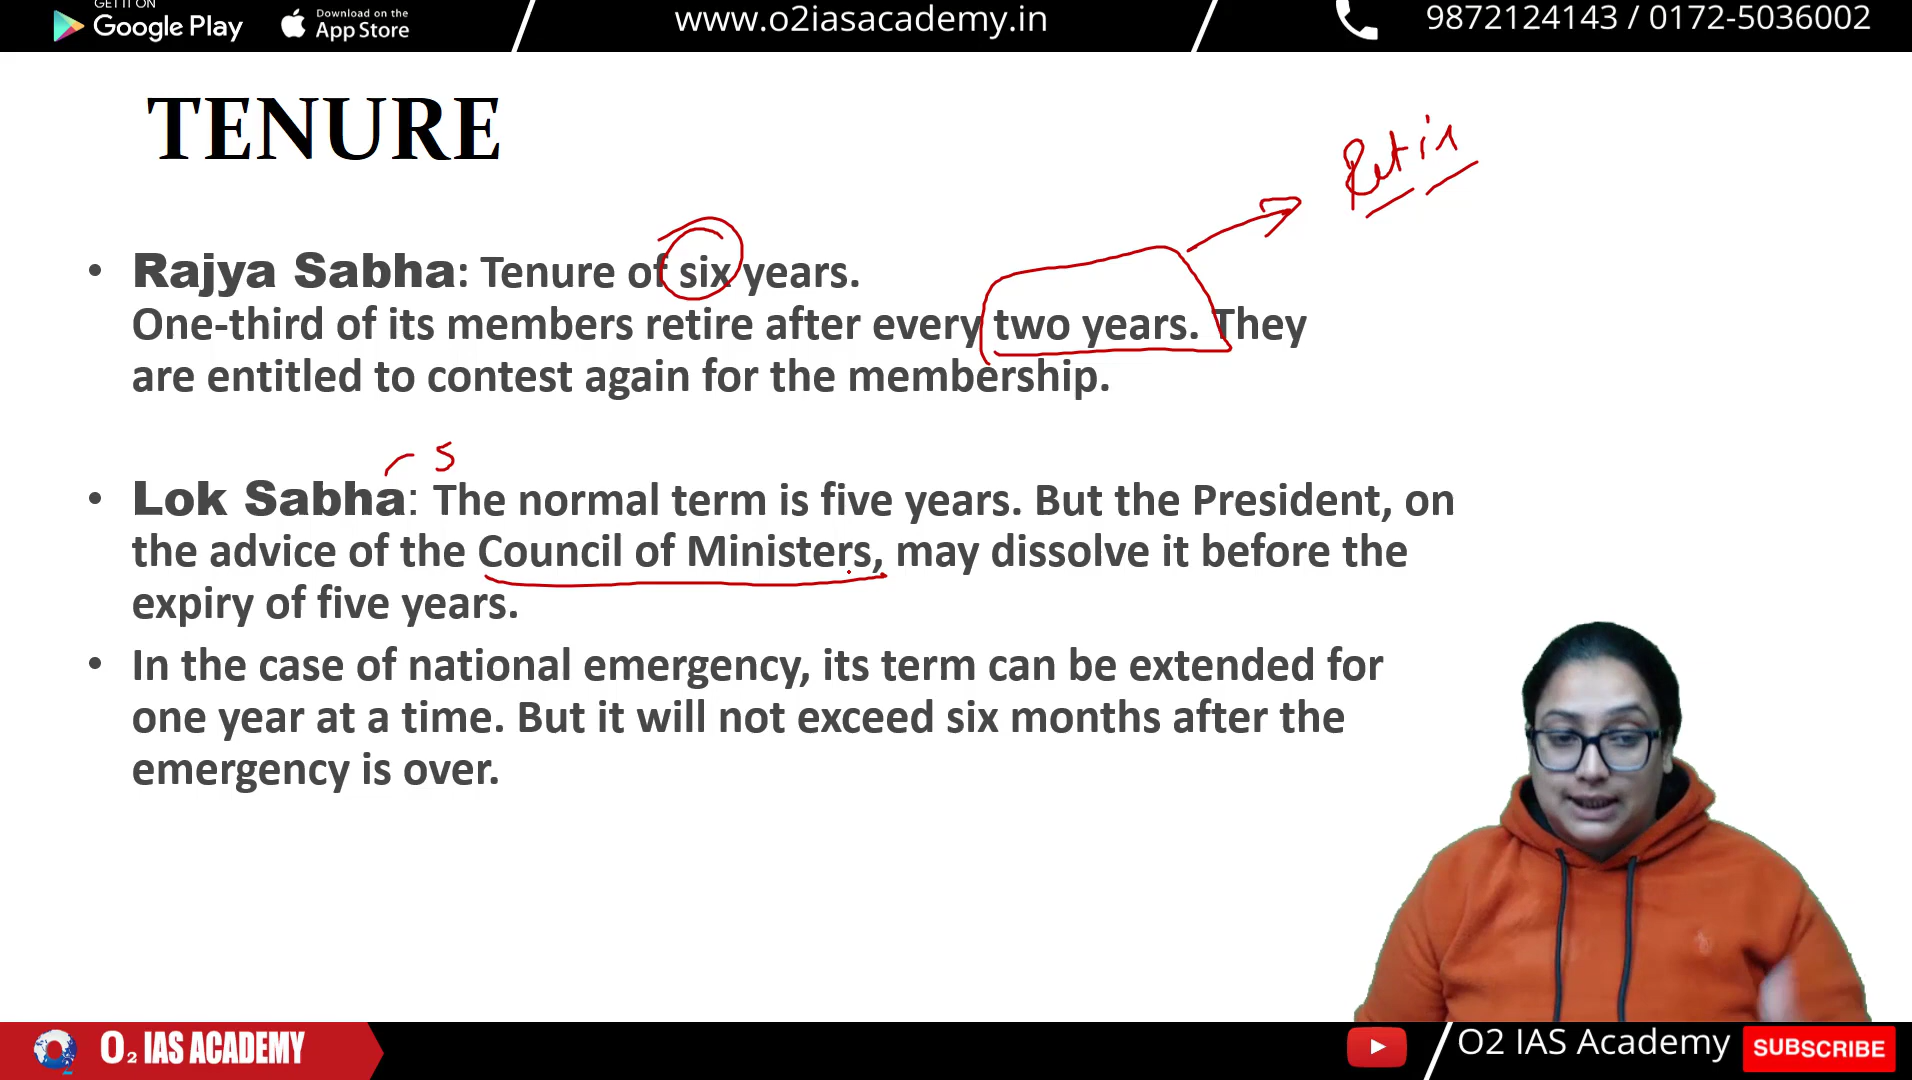 GET IT ON
Google Play
Download on the
App Store
www.o2iasacademy.in
9872124143 / 0172-5036002
TENURE
Retir
• Rajya Sabha: Tenure of six years.
One-third of its members retire after every two years. They
are entitled to contest again for the membership.
5
• Lok Sabha: The normal term is five years. But the President, on
the advice of the Council of Ministers, may dissolve it before the
expiry of five years.
• In the case of national emergency, its term can be extended for
one year at a time. But it will not exceed six months after the
emergency is over.
O2 IAS ACADEMY
O2 IAS Academy
SUBSCRIBE